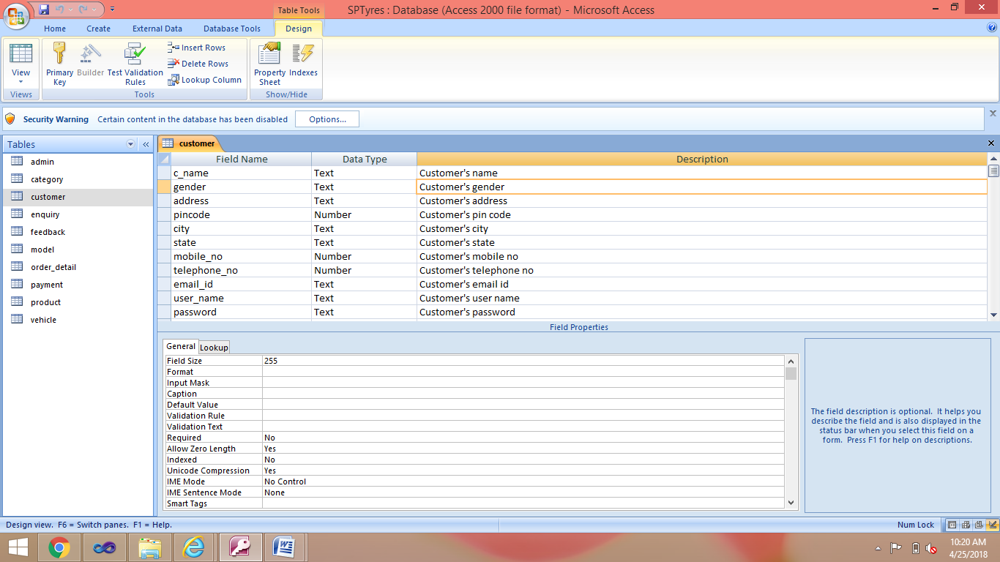 Table Tools
SPTyres : Database (Access 2000 file format) - Microsoft Access
Home Create External Data Database Tools Design
View
Primary Key
Builder
Test Validation Rules
Insert Rows
Delete Rows
Lookup Column
Property Sheet
Indexes
Views Tools Show/Hide
Security Warning Certain content in the database has been disabled Options...
Tables
admin
category
customer
enquiry
feedback
model
order_detail
payment
product
vehicle
customer
Field Name Data Type Description
c_name Text Customer's name
gender Text Customer's gender
address Text Customer's address
pincode Number Customer's pin code
city Text Customer's city
state Text Customer's state
mobile_no Number Customer's mobile no
telephone_no Number Customer's telephone no
email_id Text Customer's email id
user_name Text Customer's user name
password Text Customer's password
Field Properties
General Lookup
Field Size 255
Format
Input Mask
Caption
Default Value
Validation Rule
Validation Text
Required No
Allow Zero Length Yes
Indexed No
Unicode Compression Yes
IME Mode No Control
IME Sentence Mode None
Smart Tags
The field description is optional. It helps you
describe the field and is also displayed in the
status bar when you select this field on a
form. Press F1 for help on descriptions.
Design view. F6 = Switch panes. F1 = Help. Num Lock
10:20 AM
4/25/2018